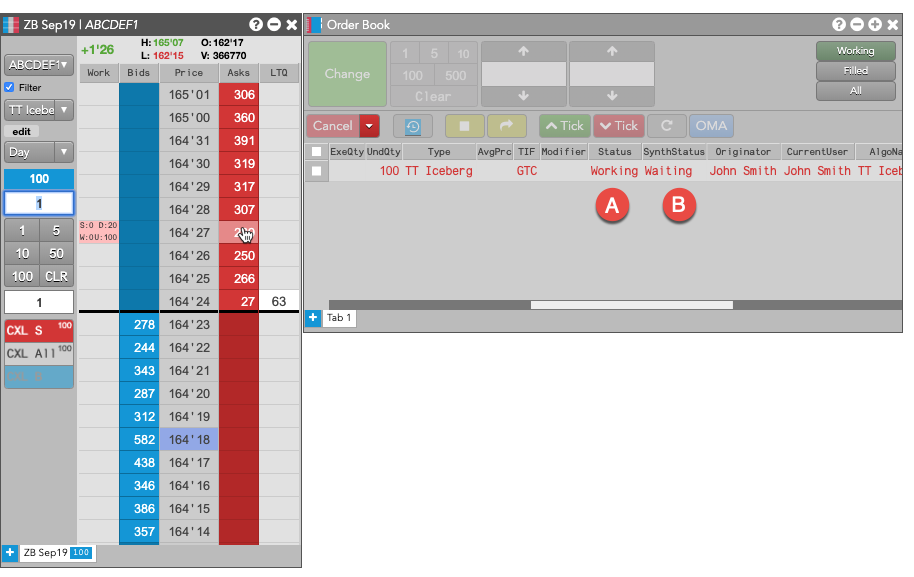 ZB Sep19 | ABCDEF1
+1'26
H: 165'07 O: 162'17
L: 162'15 V: 366770
ABCDEF1
Filter
TT Icebe
edit
Day
100
1
1 5
10 50
100 CLR
1
CXL S 100
CXL All 100
Work Bids Price Asks LTQ
165'01 306
165'00 360
164'31 391
164'30 319
164'29 317
164'28 307
S:0 D:20
W:0U:100
164'27
164'26 250
164'25 266
164'24 27 63
278 164'23
244 164'22
343 164'21
287 164'20
312 164'19
582 164'18
438 164'17
346 164'16
386 164'15
357 164'14
+ ZB Sep19 100
Order Book
Change
1 5 10
100 500
Clear
Working
Filled
All
Cancel
Tick
Tick
C
OMA
ExeQty UndQty Type AvgPrc TIF Modifier Status SynthStatus Originator CurrentUser AlgoNa
100 TT Iceberg GTC Working Waiting John Smith John Smith TT Iceb
A
B
+ Tab 1